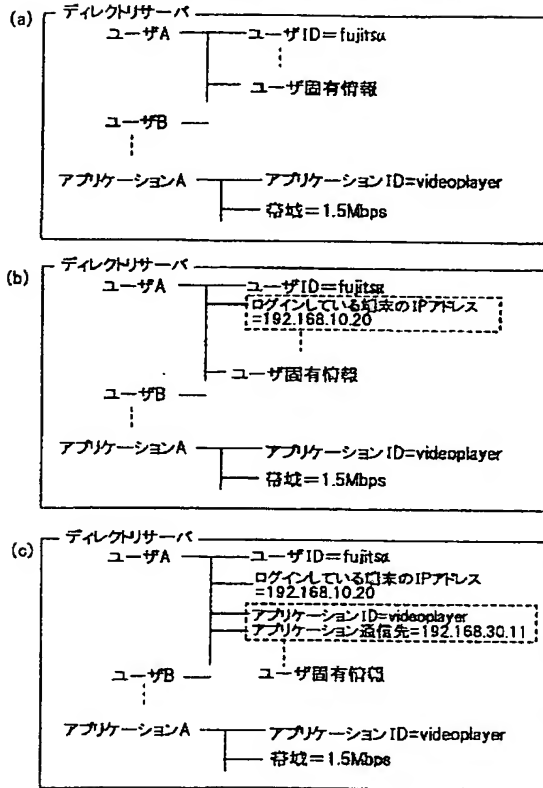 (a)
ディレクトリサーバ
ユーザA
ユーザID=fujitsu
ユーザ固有情報
ユーザB
アプリケーションA
アプリケーションID=videoplayer
帯域=1.5Mbps
(b)
ディレクトリサーバ
ユーザA
ユーザID=fujitsu
ログインしている端末のIPアドレス
=192.168.10.20
ユーザ固有情報
ユーザB
アプリケーションA
アプリケーションID=videoplayer
帯域=1.5Mbps
(c)
ディレクトリサーバ
ユーザA
ユーザID=fujitsu
ログインしている端末のIPアドレス
=192.168.10.20
アプリケーションID=videoplayer
アプリケーション通信先=192.168.30.11
ユーザB
ユーザ固有情報
アプリケーションA
アプリケーションID=videoplayer
帯域=1.5Mbps